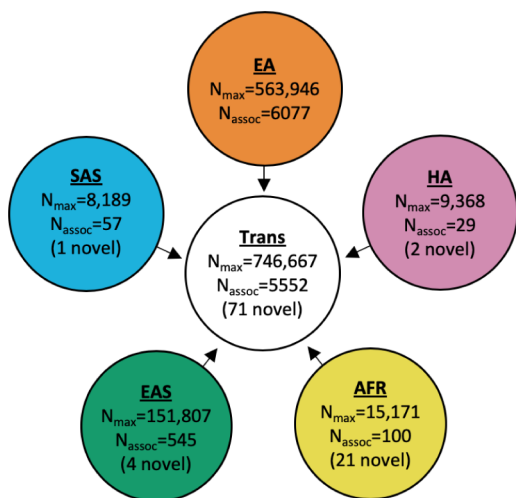 EA
Nmax=563,946
Nassoc=6077
SAS
Nmax=8,189
Nassoc=57
(1 novel)
HA
Nmax=9,368
Nassoc=29
(2 novel)
Trans
Nmax=746,667
Nassoc=5552
(71 novel)
EAS
Nmax=151,807
Nassoc=545
(4 novel)
AFR
Nmax=15,171
Nassoc=100
(21 novel)